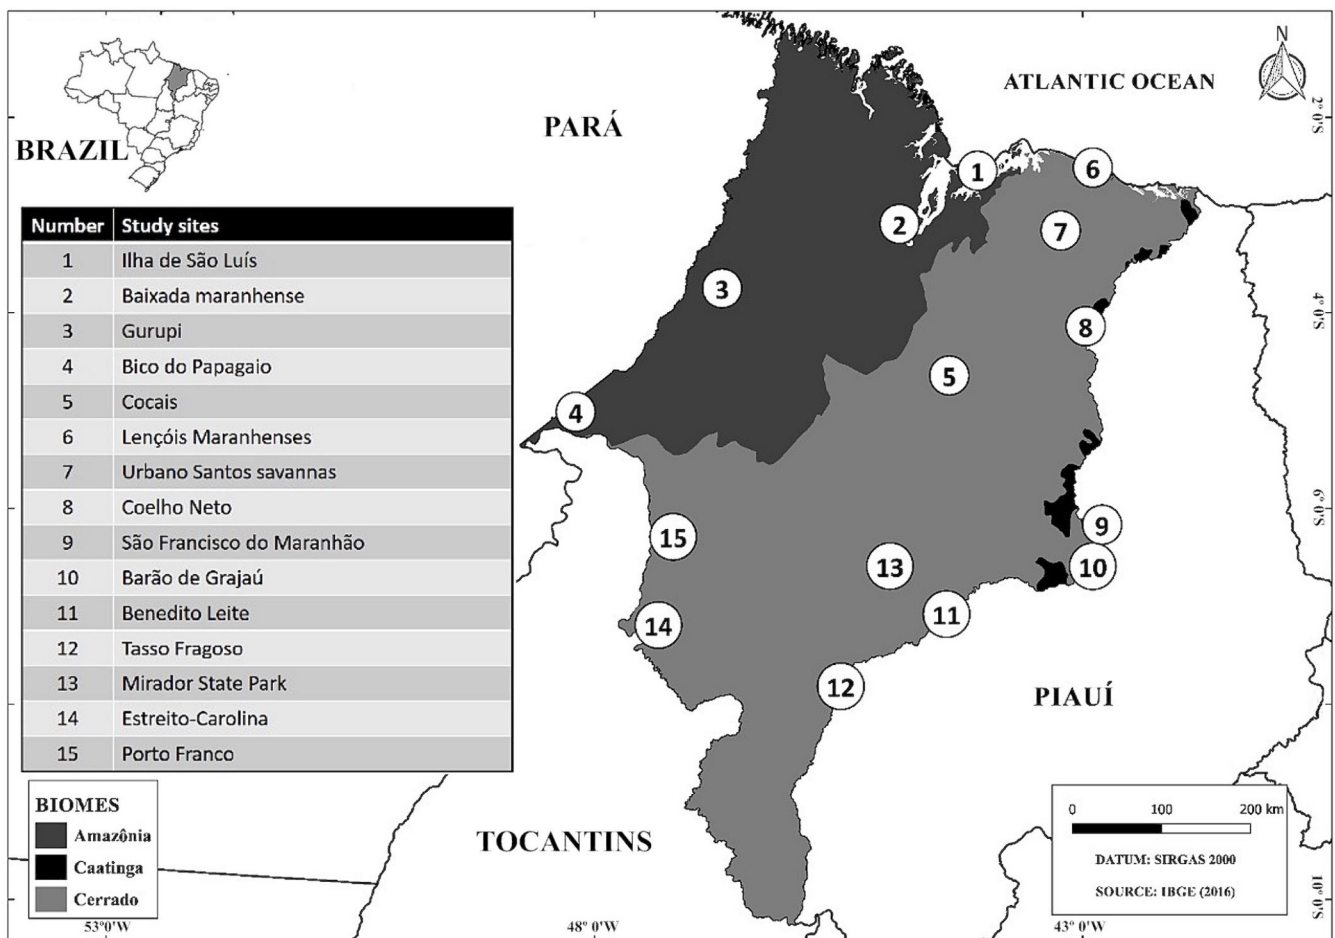 N
ATLANTIC OCEAN
PARÁ
BRAZIL
2°0'S
4°0'S
6°0'S
10°0'S
Number Study sites
1 Ilha de São Luís
2 Baixada maranhense
3 Gurupi
4 Bico do Papagaio
5 Cocais
6 Lençóis Maranhenses
7 Urbano Santos savannas
8 Coelho Neto
9 São Francisco do Maranhão
10 Barão de Grajaú
11 Benedito Leite
12 Tasso Fragoso
13 Mirador State Park
14 Estreito-Carolina
15 Porto Franco
1
6
2
7
3
8
5
4
9
15
13
10
11
14
12
PIAUÍ
TOCANTINS
BIOMES
Amazônia
Caatinga
Cerrado
0 100 200 km
DATUM: SIRGAS 2000
SOURCE: IBGE (2016)
53°0'W
48°0'W
43°0'W